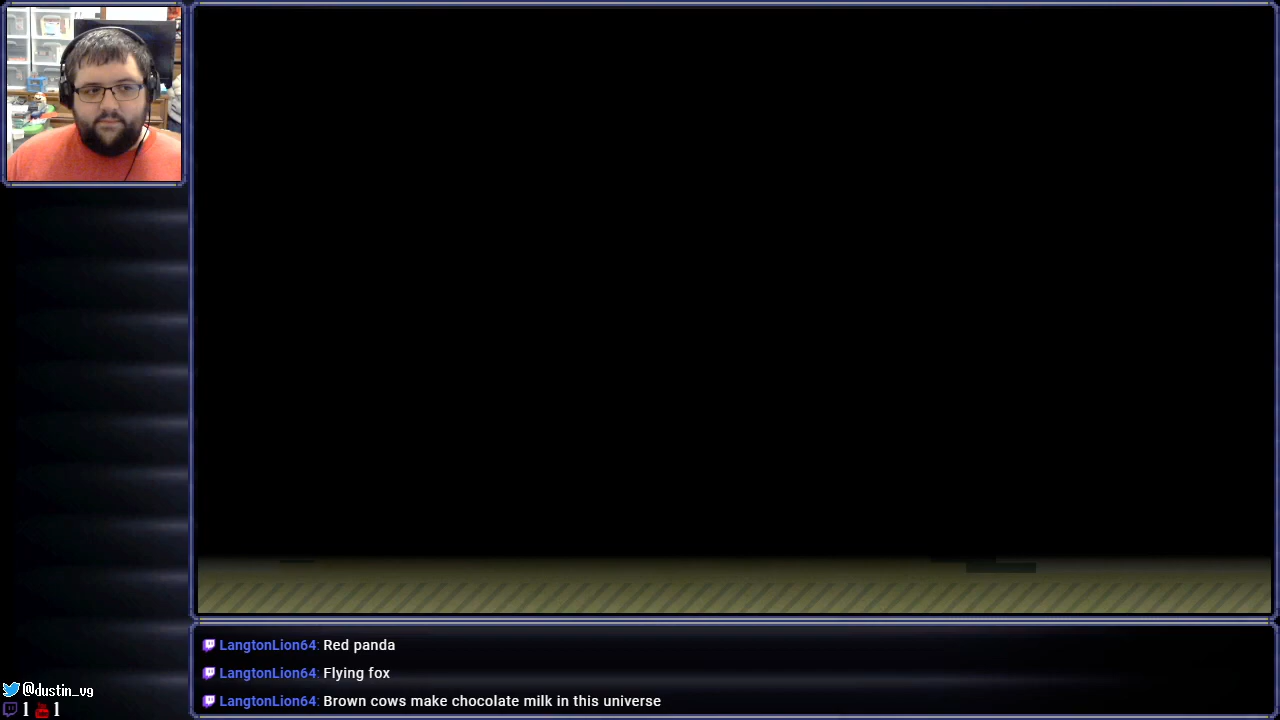 LangtonLion64: Red panda
LangtonLion64: Flying fox
LangtonLion64: Brown cows make chocolate milk in this universe
@dustin_vg
1 1